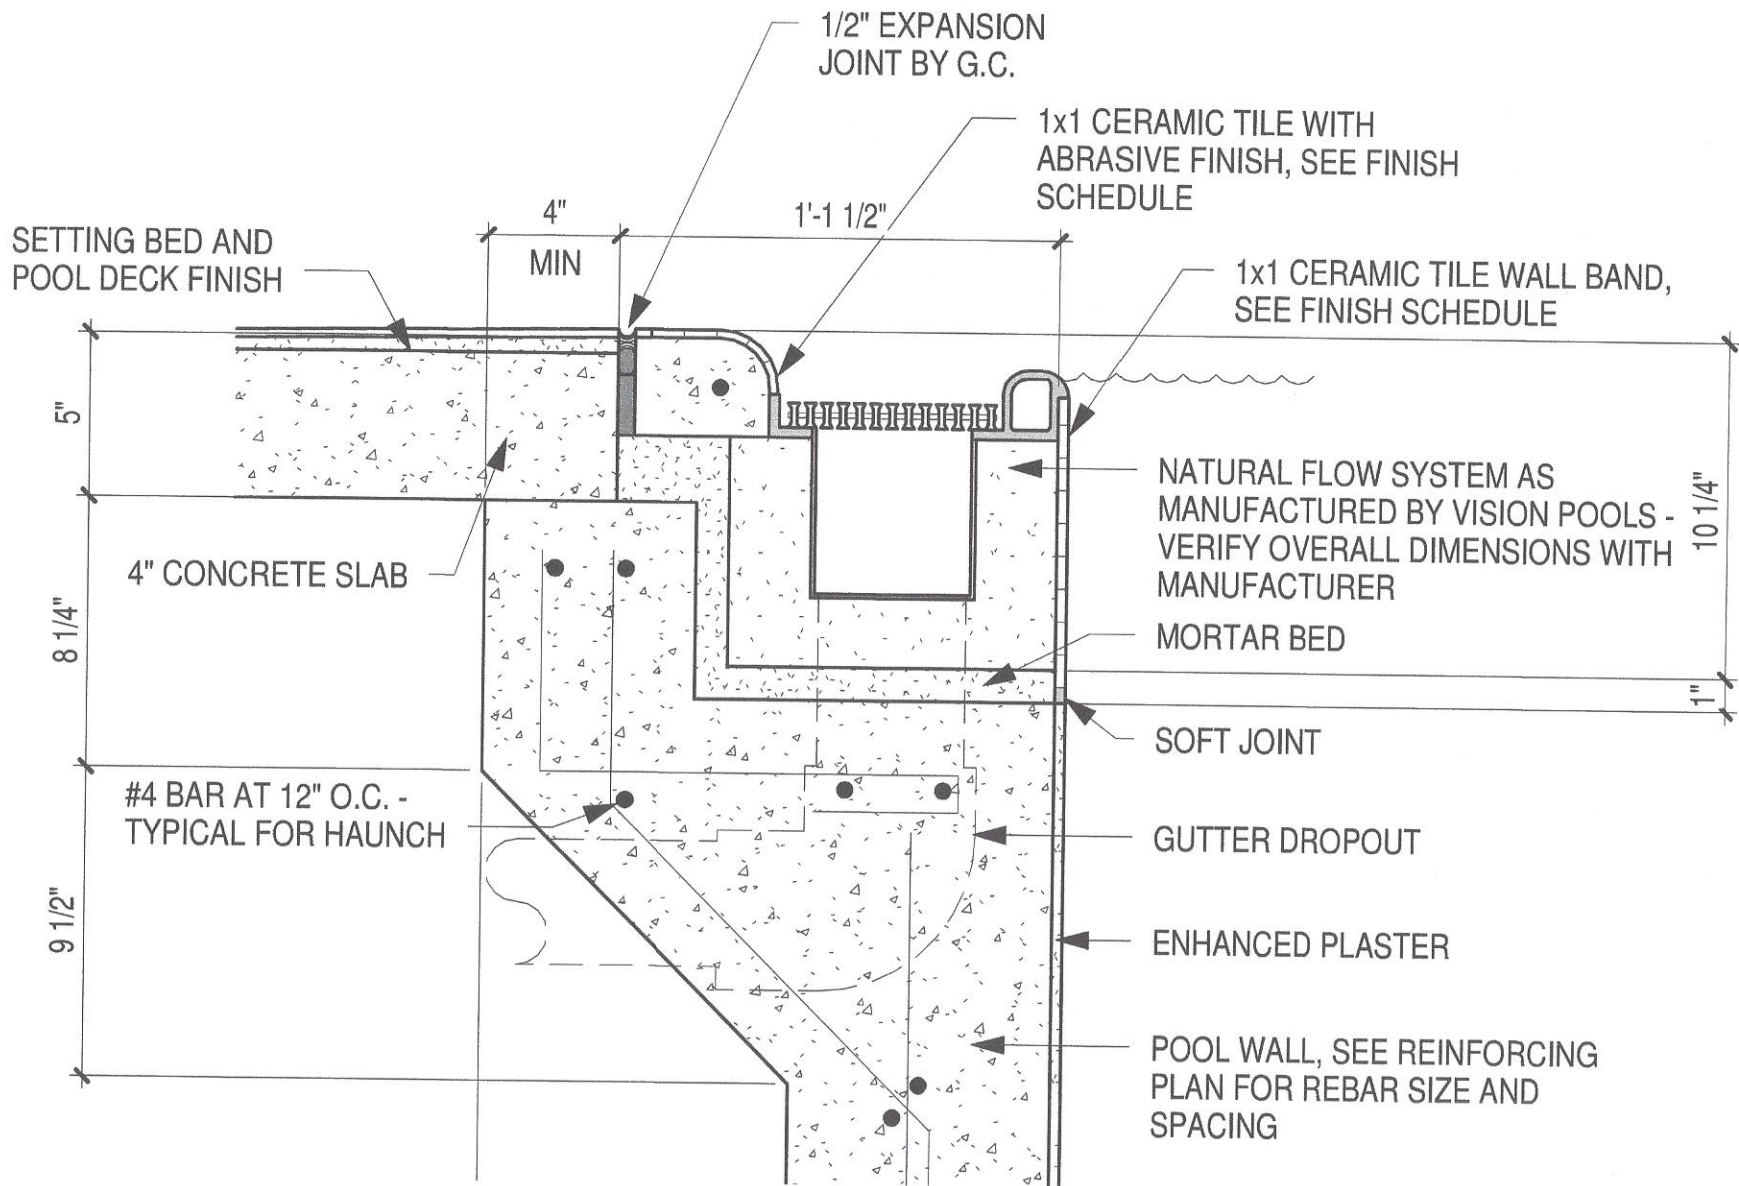 1/2" EXPANSION
JOINT BY G.C.
1x1 CERAMIC TILE WITH
ABRASIVE FINISH, SEE FINISH
SCHEDULE
4"
MIN
1'-1 1/2"
SETTING BED AND
POOL DECK FINISH
1x1 CERAMIC TILE WALL BAND,
SEE FINISH SCHEDULE
5"
10 1/4"
NATURAL FLOW SYSTEM AS
MANUFACTURED BY VISION POOLS -
VERIFY OVERALL DIMENSIONS WITH
MANUFACTURER
4" CONCRETE SLAB
8 1/4"
MORTAR BED
1"
SOFT JOINT
#4 BAR AT 12" O.C. -
TYPICAL FOR HAUNCH
GUTTER DROPOUT
9 1/2"
ENHANCED PLASTER
POOL WALL, SEE REINFORCING
PLAN FOR REBAR SIZE AND
SPACING